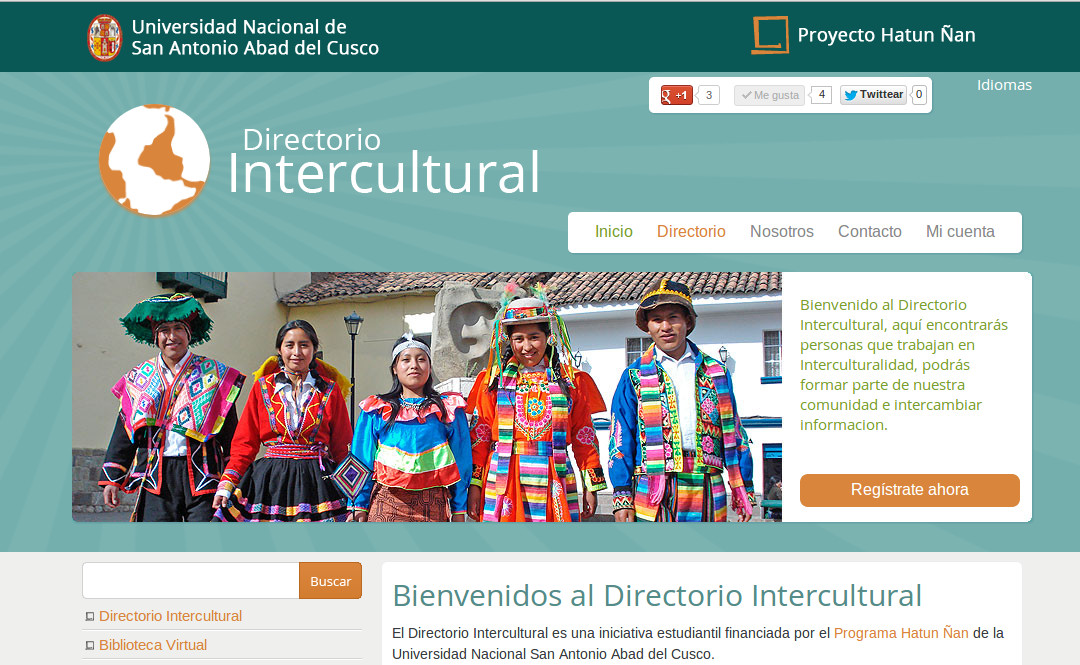 Universidad Nacional de
San Antonio Abad del Cusco
Proyecto Hatun Ñan
g +1 3 Me gusta 4 Twittear 0
Idiomas
Directorio
Intercultural
Inicio Directorio Nosotros Contacto Mi cuenta
Bienvenido al Directorio
Intercultural, aquí encontrarás
personas que trabajan en
Interculturalidad, podrás
formar parte de nuestra
comunidad e intercambiar
informacion.
Regístrate ahora
Buscar
Directorio Intercultural
Biblioteca Virtual
Bienvenidos al Directorio Intercultural
El Directorio Intercultural es una iniciativa estudiantil financiada por el Programa Hatun Ñan de la
Universidad Nacional San Antonio Abad del Cusco.